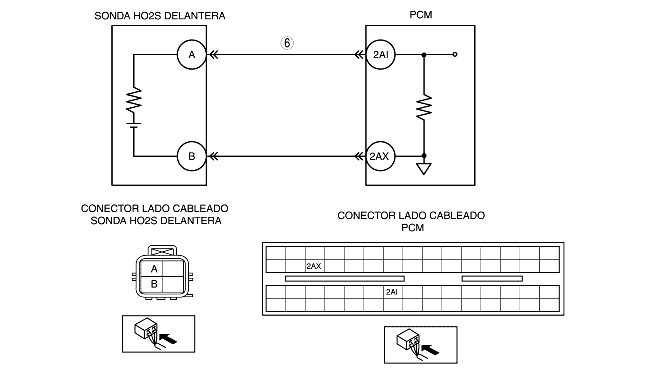 SONDA HO2S DELANTERA
PCM
A
6
2AI
B
2AX
CONECTOR LADO CABLEADO
SONDA HO2S DELANTERA
CONECTOR LADO CABLEADO
PCM
A
B
2AX
2AI